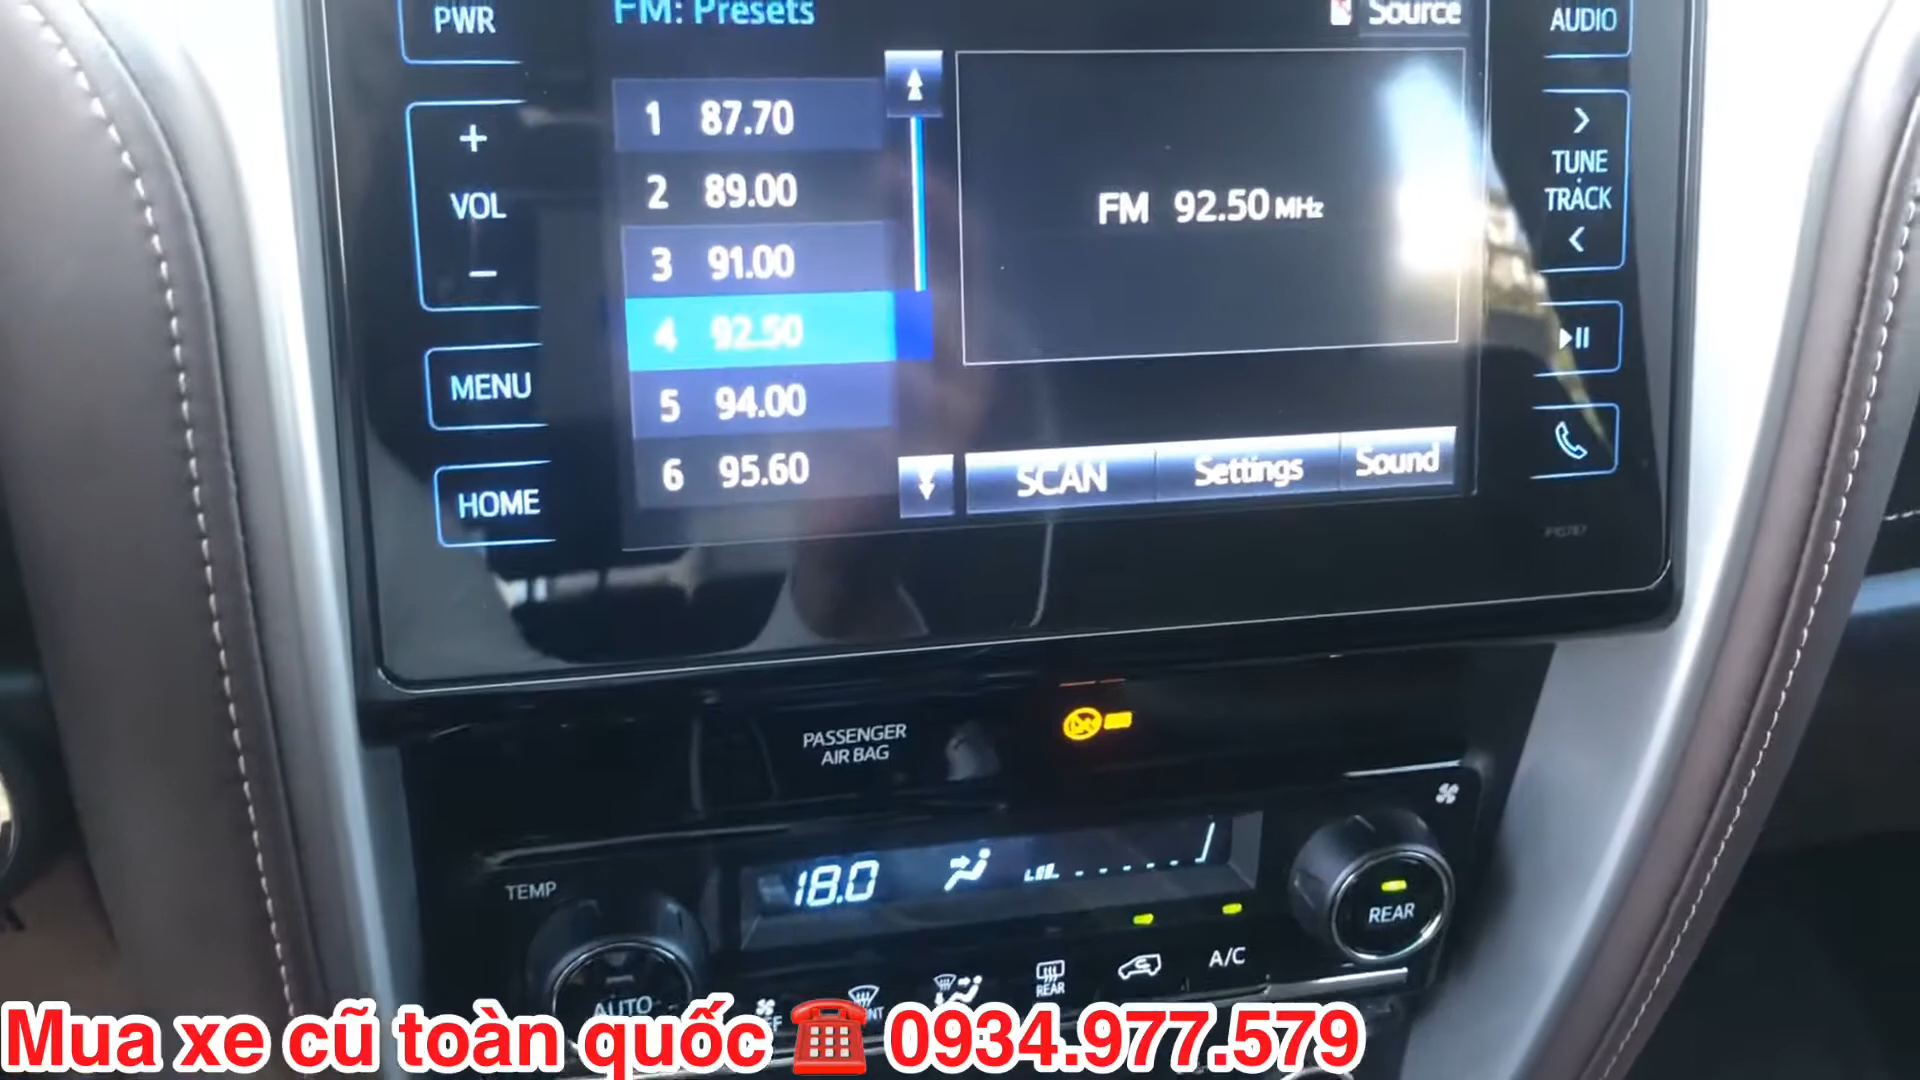 PWR
FM: Presets
Source
AUDIO
+
VOL
−
1 87.70
2 89.00
3 91.00
4 92.50
5 94.00
6 95.60
FM 92.50 MHz
TUNE
TRACK
MENU
HOME
SCAN
Settings
Sound
PASSENGER
AIR BAG
TEMP
18.0
REAR
A/C
REAR
AUTO
Mua xe cũ toàn quốc ☎ 0934.977.579